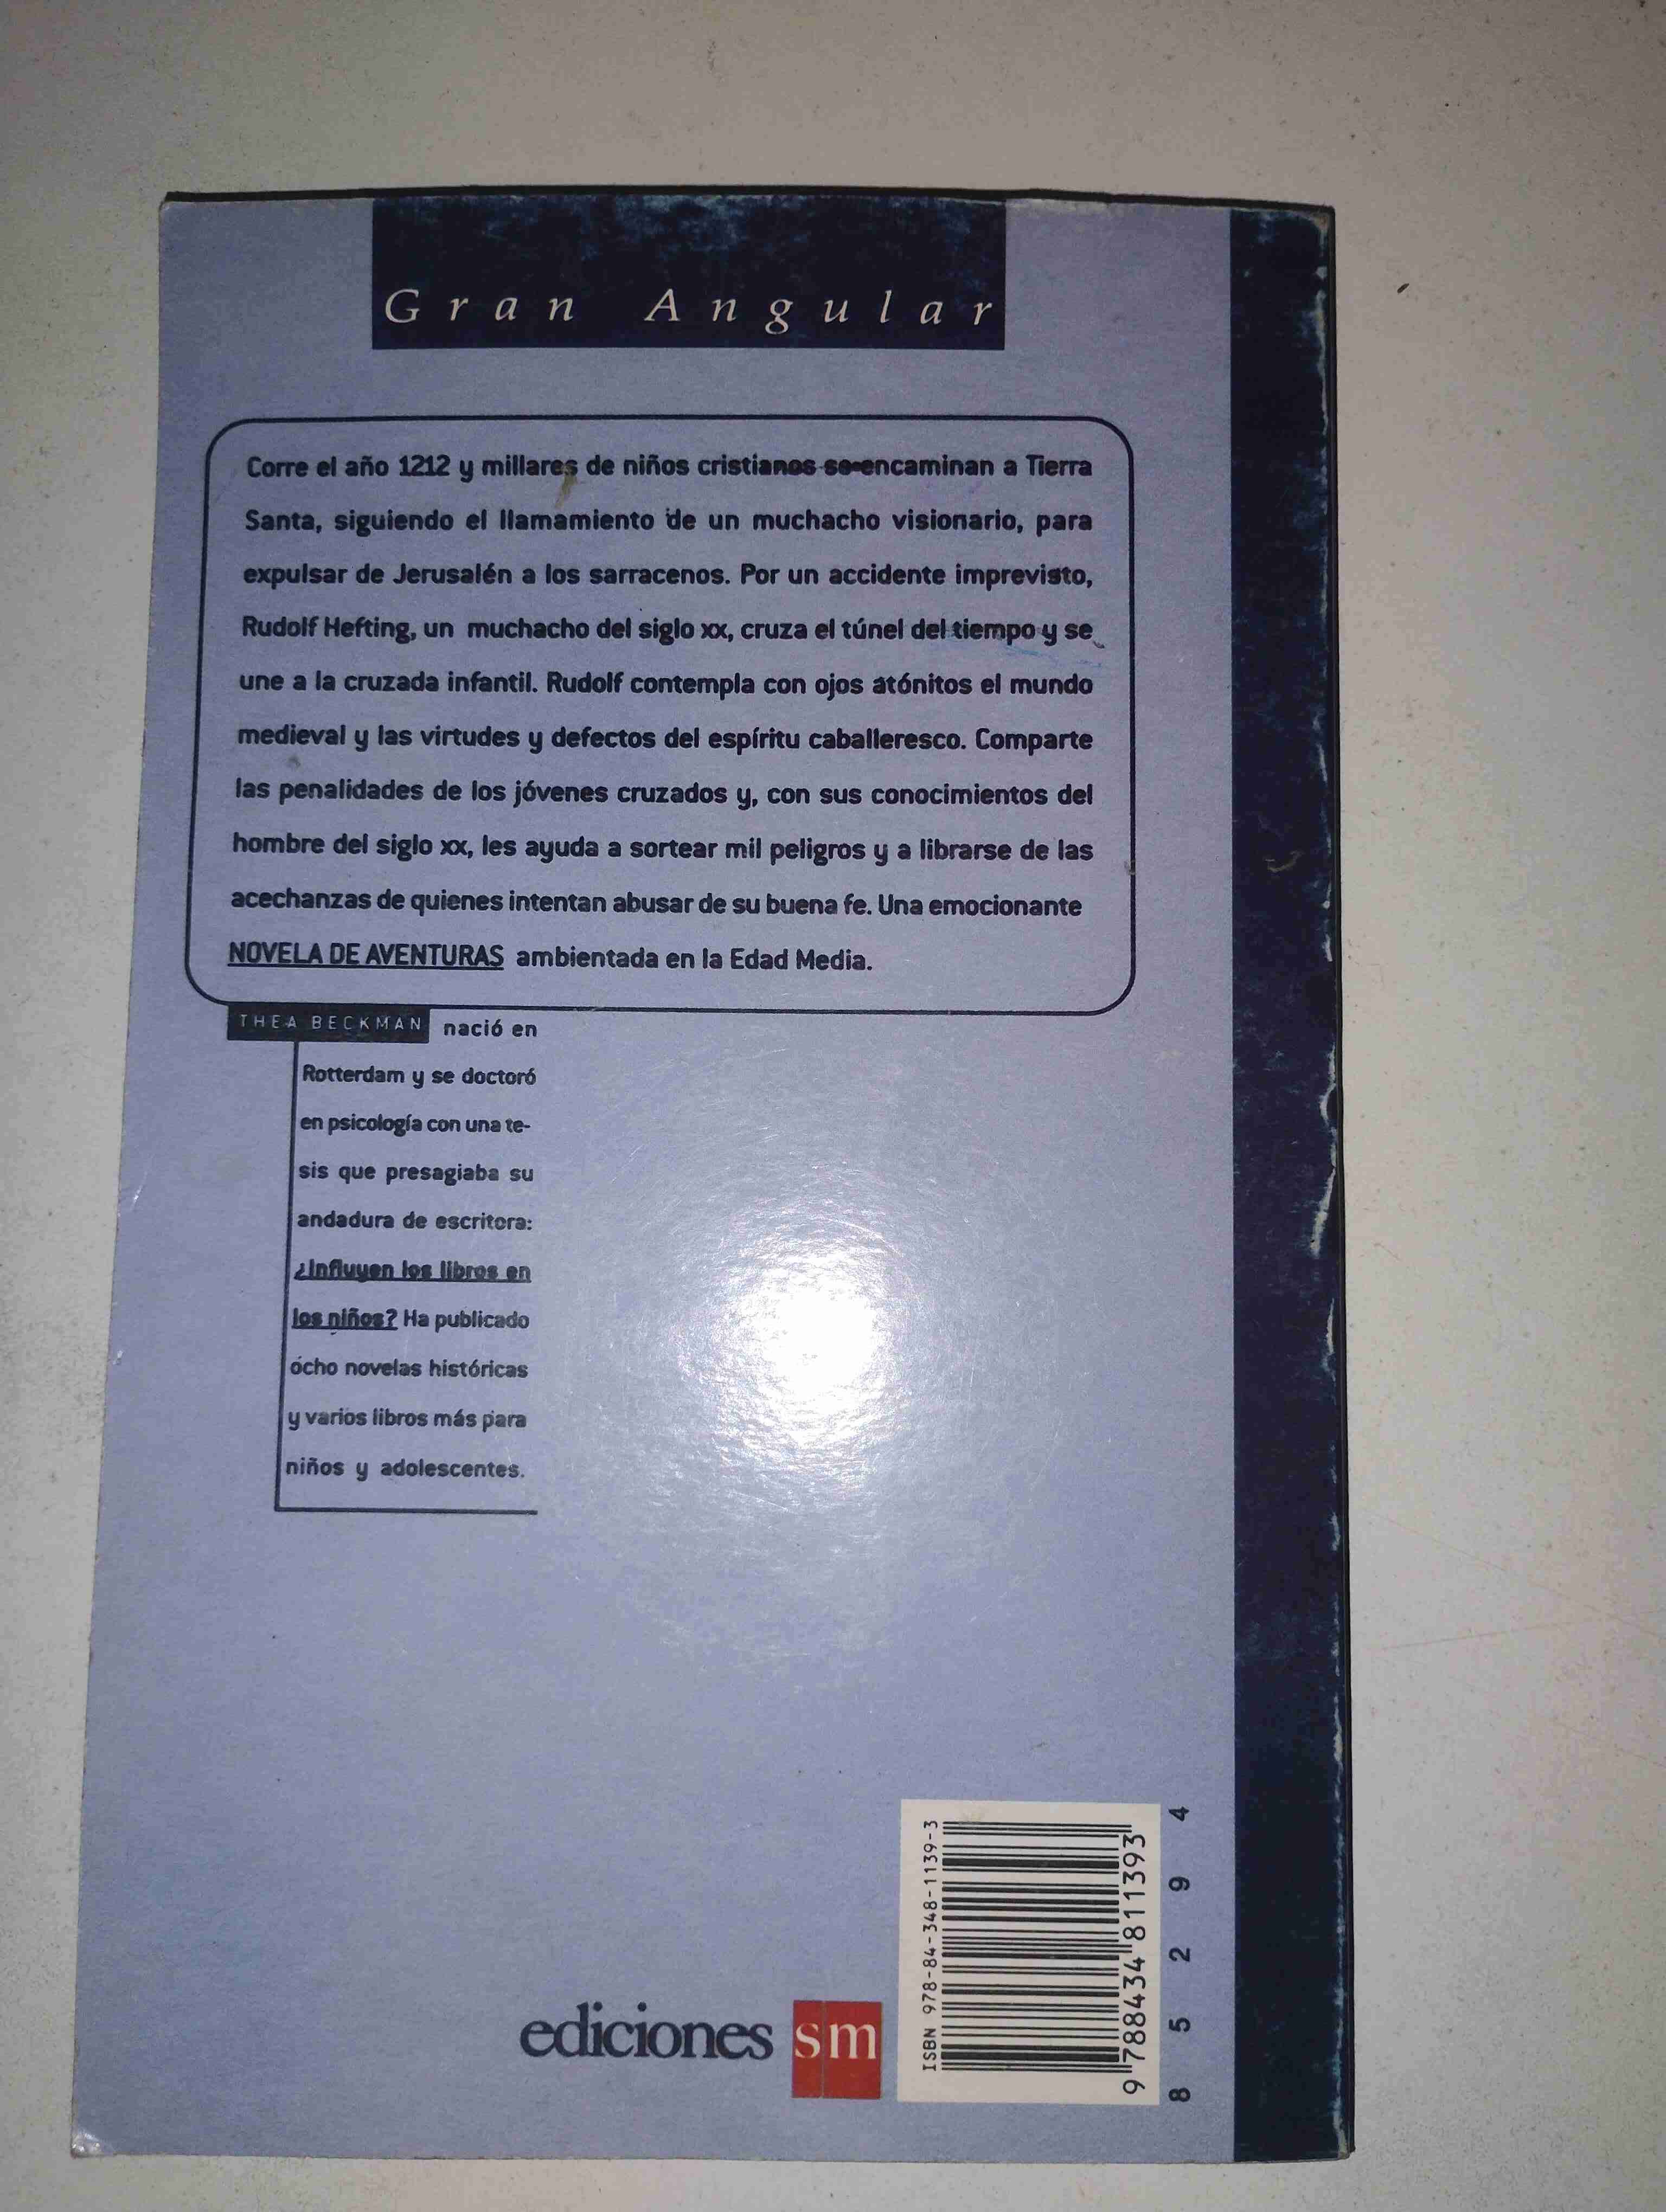 Gran Angular
Corre el año 1212 y millares de niños cristianos se encaminan a Tierra
Santa, siguiendo el llamamiento de un muchacho visionario, para
expulsar de Jerusalén a los sarracenos. Por un accidente imprevisto,
Rudolf Hefting, un muchacho del siglo xx, cruza el túnel del tiempo y se
une a la cruzada infantil. Rudolf contempla con ojos atónitos el mundo
medieval y las virtudes y defectos del espíritu caballeresco. Comparte
las penalidades de los jóvenes cruzados y, con sus conocimientos del
hombre del siglo xx, les ayuda a sortear mil peligros y a librarse de las
acechanzas de quienes intentan abusar de su buena fe. Una emocionante
NOVELA DE AVENTURAS ambientada en la Edad Media.
THEA BECKMAN nació en
Rotterdam y se doctoró
en psicología con una te-
sis que presagiaba su
andadura de escritora:
¿Influyen los libros en
los niños? Ha publicado
ocho novelas históricas
y varios libros más para
niños y adolescentes.
ediciones sm
ISBN 978-84-348-1139-3
9 788434 811393
8 5 2 9 4